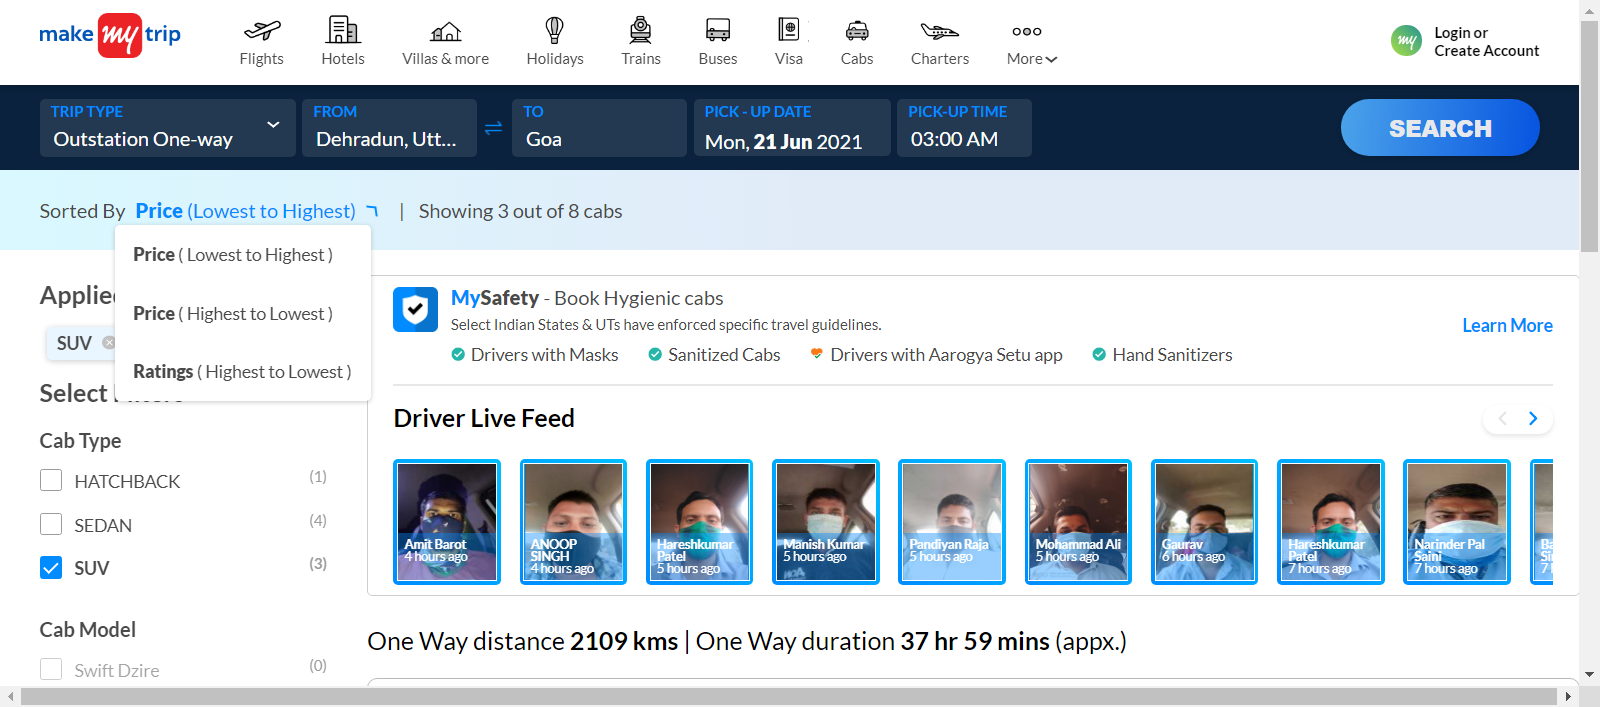 make my trip
Flights
Hotels
Villas & more
Holidays
Trains
Buses
Visa
Cabs
Charters
More
my
Login or
Create Account
TRIP TYPE
Outstation One-way
FROM
Dehradun, Utt...
TO
Goa
PICK - UP DATE
Mon, 21 Jun 2021
PICK-UP TIME
03:00 AM
SEARCH
Sorted By Price (Lowest to Highest) | Showing 3 out of 8 cabs
Price ( Lowest to Highest )
Price ( Highest to Lowest )
Ratings ( Highest to Lowest )
SUV
Select
Cab Type
HATCHBACK (1)
SEDAN (4)
SUV (3)
Cab Model
Swift Dzire (0)
MySafety - Book Hygienic cabs
Select Indian States & UTs have enforced specific travel guidelines.
Learn More
Drivers with Masks
Sanitized Cabs
Drivers with Aarogya Setu app
Hand Sanitizers
Driver Live Feed
Amit Barot
4 hours ago
ANOOP
SINGH
4 hours ago
Hareshkumar
Patel
5 hours ago
Manish Kumar
5 hours ago
Pandiyan Raja
5 hours ago
Mohammad Ali
5 hours ago
Gaurav
6 hours ago
Hareshkumar
Patel
7 hours ago
Narinder Pal
Saini
7 hours ago
One Way distance 2109 kms | One Way duration 37 hr 59 mins (appx.)